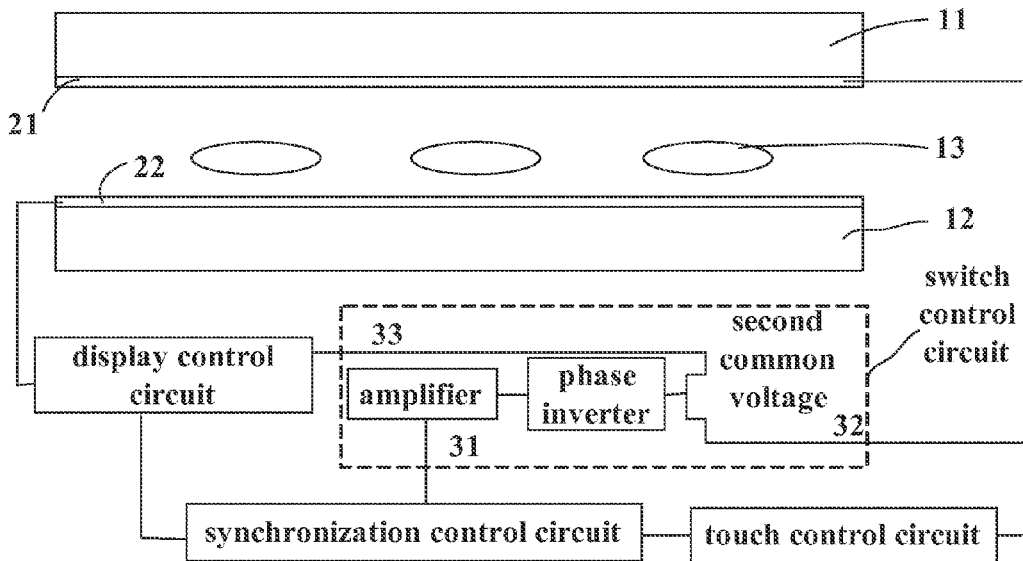 11
21
13
22
12
switch
control
circuit
33
second
common
voltage
display control
circuit
amplifier
phase
inverter
32
31
synchronization control circuit
touch control circuit